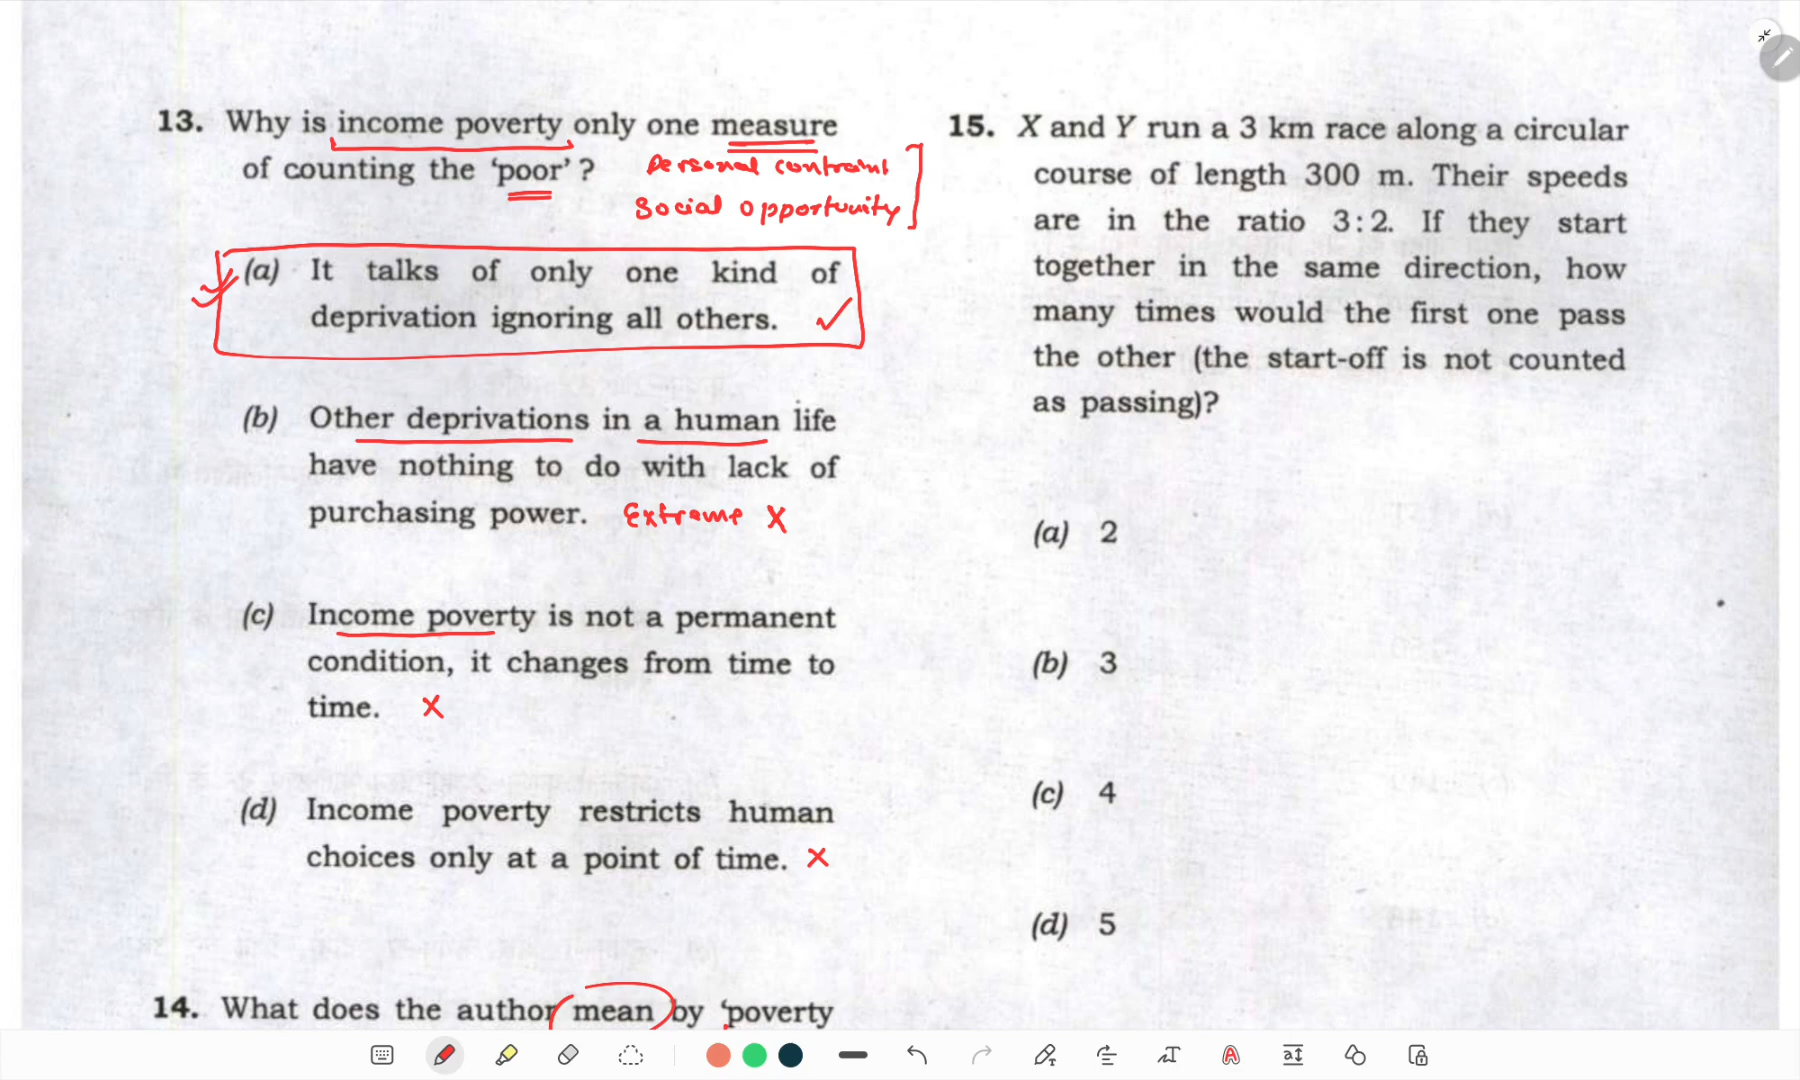 13. Why is income poverty only one measure
of counting the ‘poor’?
Personal contraint
Social opportunity
(a) It talks of only one kind of
deprivation ignoring all others.
(b) Other deprivations in a human life
have nothing to do with lack of
purchasing power. Extrame X
(c) Income poverty is not a permanent
condition, it changes from time to
time. X
(d) Income poverty restricts human
choices only at a point of time. X
14. What does the author mean by ‘poverty
15. X and Y run a 3 km race along a circular
course of length 300 m. Their speeds
are in the ratio 3:2. If they start
together in the same direction, how
many times would the first one pass
the other (the start-off is not counted
as passing)?
(a) 2
(b) 3
(c) 4
(d) 5